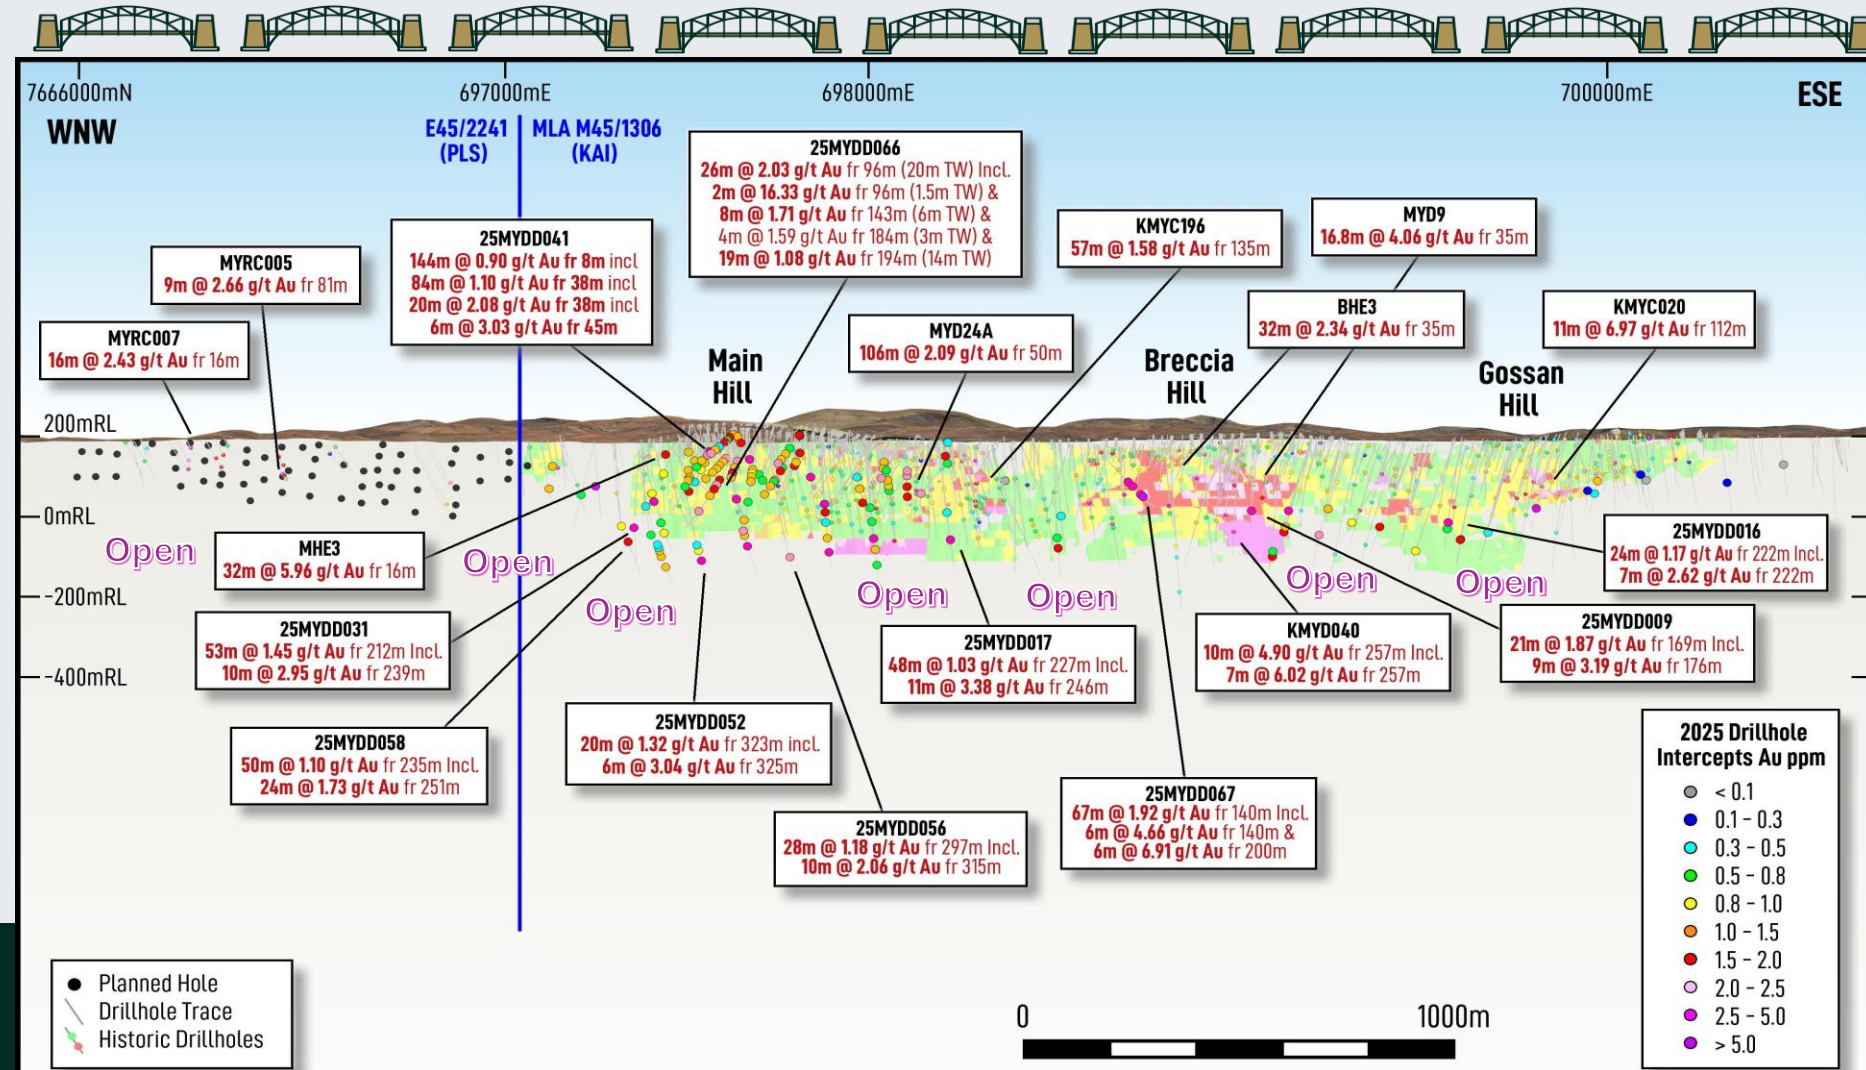 7666000mN
697000mE
698000mE
700000mE
WNW
ESE
E45/2241
(PLS)
MLA M45/1306
(KAI)
25MYDD066
26m @ 2.03 g/t Au fr 96m (20m TW) Incl.
2m @ 16.33 g/t Au fr 96m (1.5m TW) &
8m @ 1.71 g/t Au fr 143m (6m TW) &
4m @ 1.59 g/t Au fr 184m (3m TW) &
19m @ 1.08 g/t Au fr 194m (14m TW)
MYD9
16.8m @ 4.06 g/t Au fr 35m
KMYC196
57m @ 1.58 g/t Au fr 135m
25MYDD041
144m @ 0.90 g/t Au fr 8m incl
84m @ 1.10 g/t Au fr 38m incl
20m @ 2.08 g/t Au fr 38m incl
6m @ 3.03 g/t Au fr 45m
MYRC005
9m @ 2.66 g/t Au fr 81m
BHE3
32m @ 2.34 g/t Au fr 35m
KMYC020
11m @ 6.97 g/t Au fr 112m
MYRC007
16m @ 2.43 g/t Au fr 16m
MYD24A
106m @ 2.09 g/t Au fr 50m
Main
Hill
Breccia
Hill
Gossan
Hill
200mRL
0mRL
-200mRL
-400mRL
Open
Open
Open
Open
Open
Open
Open
MHE3
32m @ 5.96 g/t Au fr 16m
25MYDD016
24m @ 1.17 g/t Au fr 222m Incl.
7m @ 2.62 g/t Au fr 222m
25MYDD031
53m @ 1.45 g/t Au fr 212m Incl.
10m @ 2.95 g/t Au fr 239m
25MYDD017
48m @ 1.03 g/t Au fr 227m Incl.
11m @ 3.38 g/t Au fr 246m
KMYD040
10m @ 4.90 g/t Au fr 257m Incl.
7m @ 6.02 g/t Au fr 257m
25MYDD009
21m @ 1.87 g/t Au fr 169m Incl.
9m @ 3.19 g/t Au fr 176m
25MYDD058
50m @ 1.10 g/t Au fr 235m Incl.
24m @ 1.73 g/t Au fr 251m
25MYDD052
20m @ 1.32 g/t Au fr 323m incl.
6m @ 3.04 g/t Au fr 325m
25MYDD056
28m @ 1.18 g/t Au fr 297m Incl.
10m @ 2.06 g/t Au fr 315m
25MYDD067
67m @ 1.92 g/t Au fr 140m Incl.
6m @ 4.66 g/t Au fr 140m &
6m @ 6.91 g/t Au fr 200m
2025 Drillhole
Intercepts Au ppm
< 0.1
0.1 - 0.3
0.3 - 0.5
0.5 - 0.8
0.8 - 1.0
1.0 - 1.5
1.5 - 2.0
2.0 - 2.5
2.5 - 5.0
> 5.0
Planned Hole
Drillhole Trace
Historic Drillholes
0
1000m